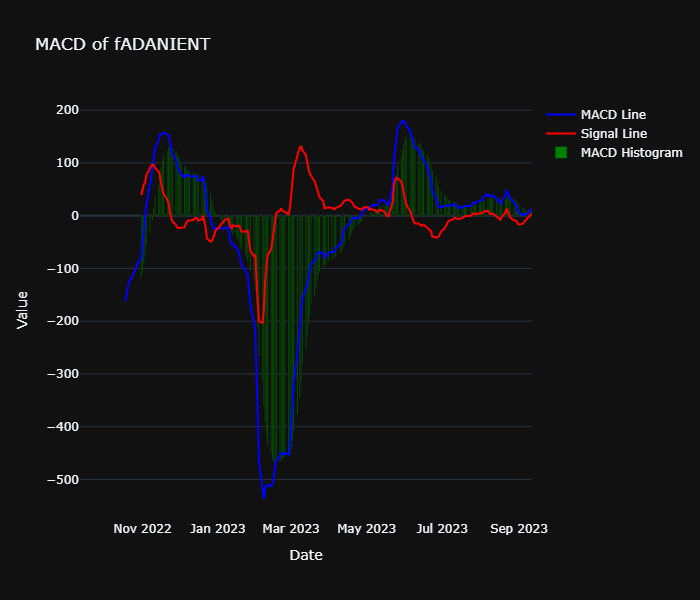 MACD of fADANIENT
MACD Line
Signal Line
MACD Histogram
200
100
0
−100
−200
−300
−400
−500
Value
Nov 2022
Jan 2023
Mar 2023
May 2023
Jul 2023
Sep 2023
Date